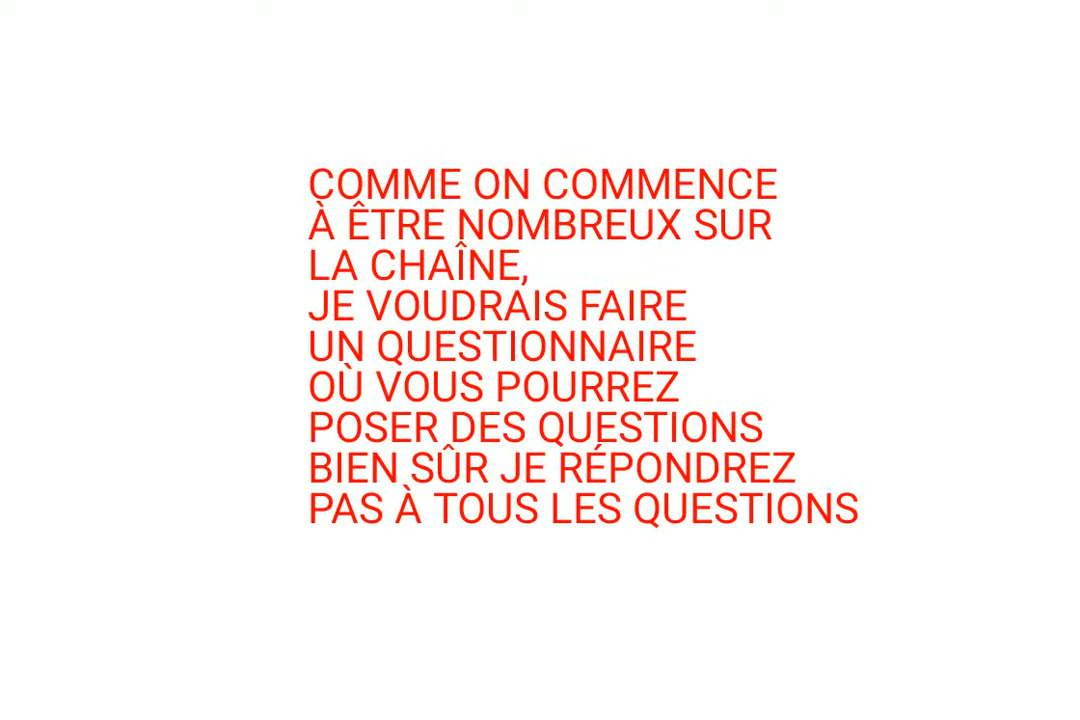 COMME ON COMMENCE
À ÊTRE NOMBREUX SUR
LA CHAÎNE,
JE VOUDRAIS FAIRE
UN QUESTIONNAIRE
OÙ VOUS POURREZ
POSER DES QUESTIONS
BIEN SÛR JE RÉPONDREZ
PAS À TOUS LES QUESTIONS